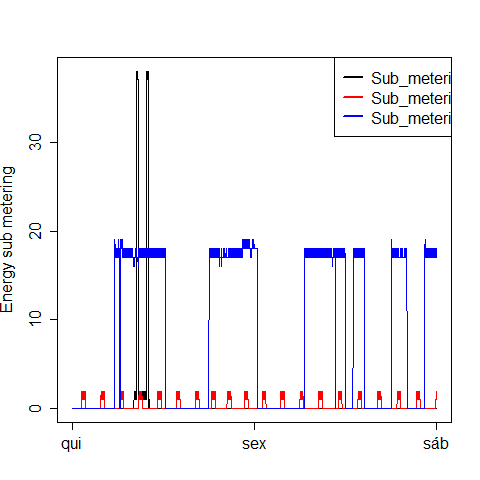 Sub_meteri
Sub_meteri
Sub_meteri
Energy sub metering
30
20
10
0
qui
sex
sáb